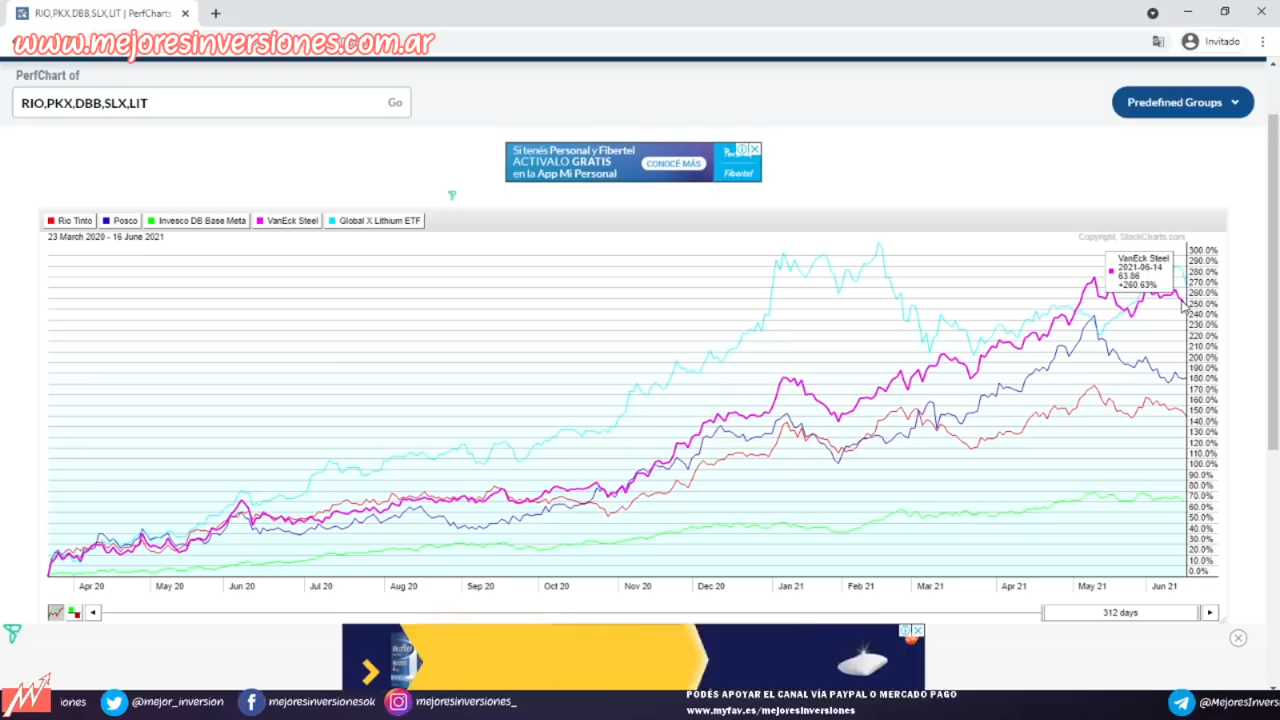 RIO,PKX,DBB,SLX,LIT | PerfCharts
www.mejoresinversiones.com.ar
Invitado
PerfChart of
RIO,PKX,DBB,SLX,LIT
Go
Predefined Groups
Si tenés Personal y Fibertel
ACTIVALO GRATIS
en la App Mi Personal
CONOCÉ MÁS
Personal
Fibertel
Rio Tinto
Posco
Invesco DB Base Meta
VanEck Steel
Global X Lithium ETF
23 March 2020 - 16 June 2021
Copyright, StockCharts.com
VanEck Steel
2021-06-14
63.86
+260.63%
300.0%
290.0%
280.0%
270.0%
260.0%
250.0%
240.0%
230.0%
220.0%
210.0%
200.0%
190.0%
180.0%
170.0%
160.0%
150.0%
140.0%
130.0%
120.0%
110.0%
100.0%
90.0%
80.0%
70.0%
60.0%
50.0%
40.0%
30.0%
20.0%
10.0%
0.0%
Apr 20
May 20
Jun 20
Jul 20
Aug 20
Sep 20
Oct 20
Nov 20
Dec 20
Jan 21
Feb 21
Mar 21
Apr 21
May 21
Jun 21
312 days
iones
@mejor_inversion
mejoresinversionesok
mejoresinversiones_
PODÉS APOYAR EL CANAL VÍA PAYPAL O MERCADO PAGO
www.myfav.es/mejoresinversiones
@MejoresInvers